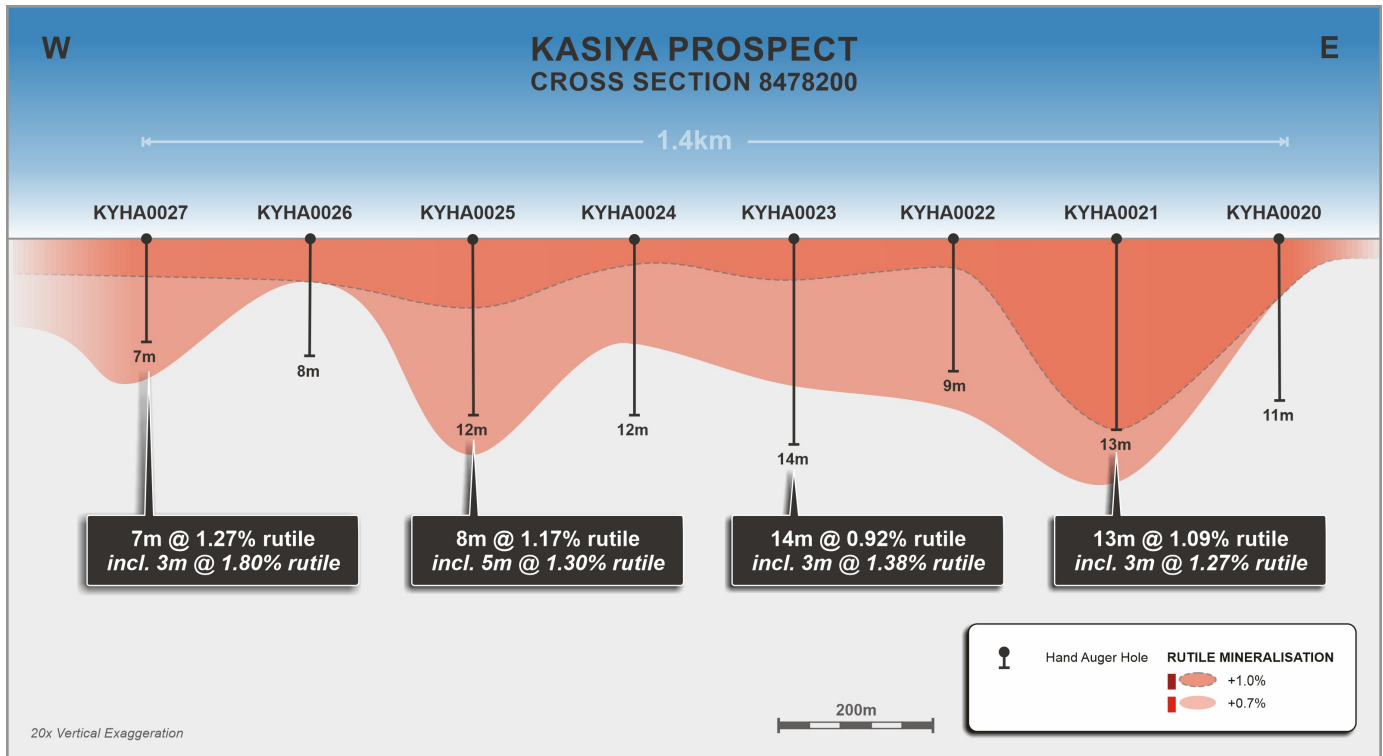 W
KASIYA PROSPECT
E
CROSS SECTION 8478200
1.4km
KYHA0027
KYHA0026
KYHA0025
KYHA0024
KYHA0023
KYHA0022
KYHA0021
KYHA0020
7m
8m
12m
12m
14m
9m
13m
11m
7m @ 1.27% rutile
incl. 3m @ 1.80% rutile
8m @ 1.17% rutile
incl. 5m @ 1.30% rutile
14m @ 0.92% rutile
incl. 3m @ 1.38% rutile
13m @ 1.09% rutile
incl. 3m @ 1.27% rutile
Hand Auger Hole
RUTILE MINERALISATION
+1.0%
+0.7%
200m
20x Vertical Exaggeration